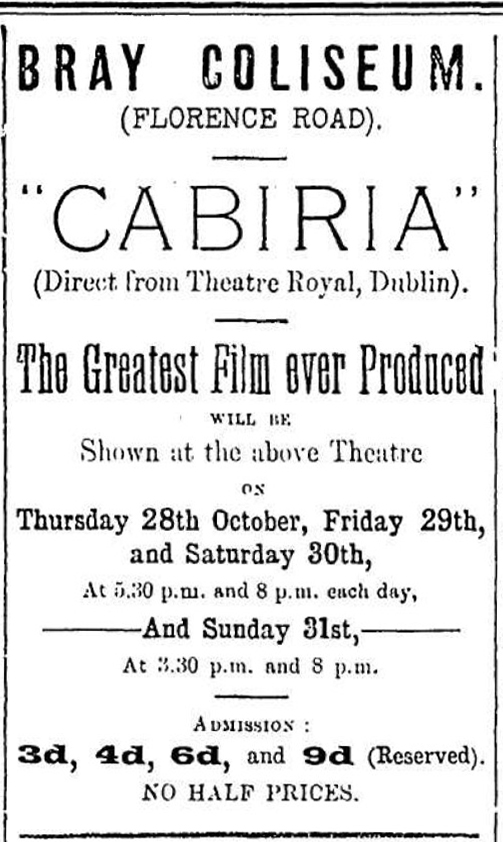 BRAY COLISEUM.
(FLORENCE ROAD).
"CABIRIA"
(Direct from Theatre Royal, Dublin).
The Greatest Film ever Produced
WILL BE
Shown at the above Theatre
ON
Thursday 28th October, Friday 29th,
and Saturday 30th,
At 5.30 p.m. and 8 p.m. each day,
And Sunday 31st,
At 3.30 p.m. and 8 p.m.
ADMISSION :
3d, 4d, 6d, and 9d (Reserved).
NO HALF PRICES.